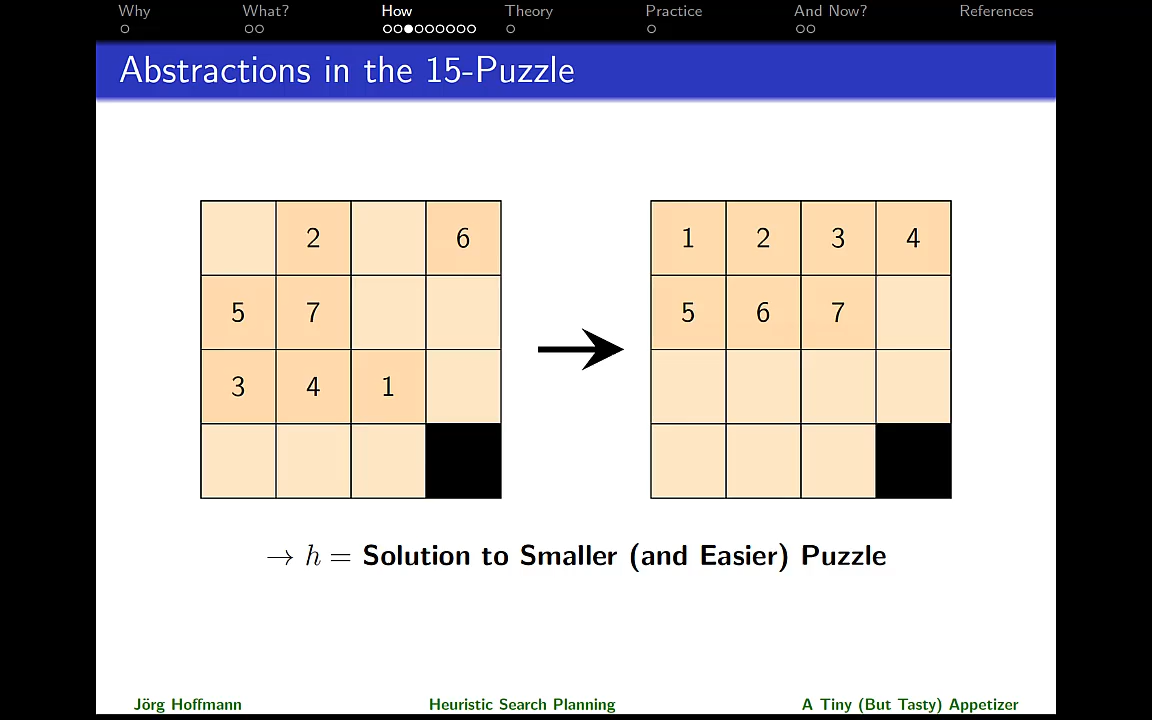 Why What? How Theory Practice And Now? References
Abstractions in the 15-Puzzle
2 6
5 7
3 4 1
1 2 3 4
5 6 7
→ h = Solution to Smaller (and Easier) Puzzle
Jörg Hoffmann Heuristic Search Planning A Tiny (But Tasty) Appetizer